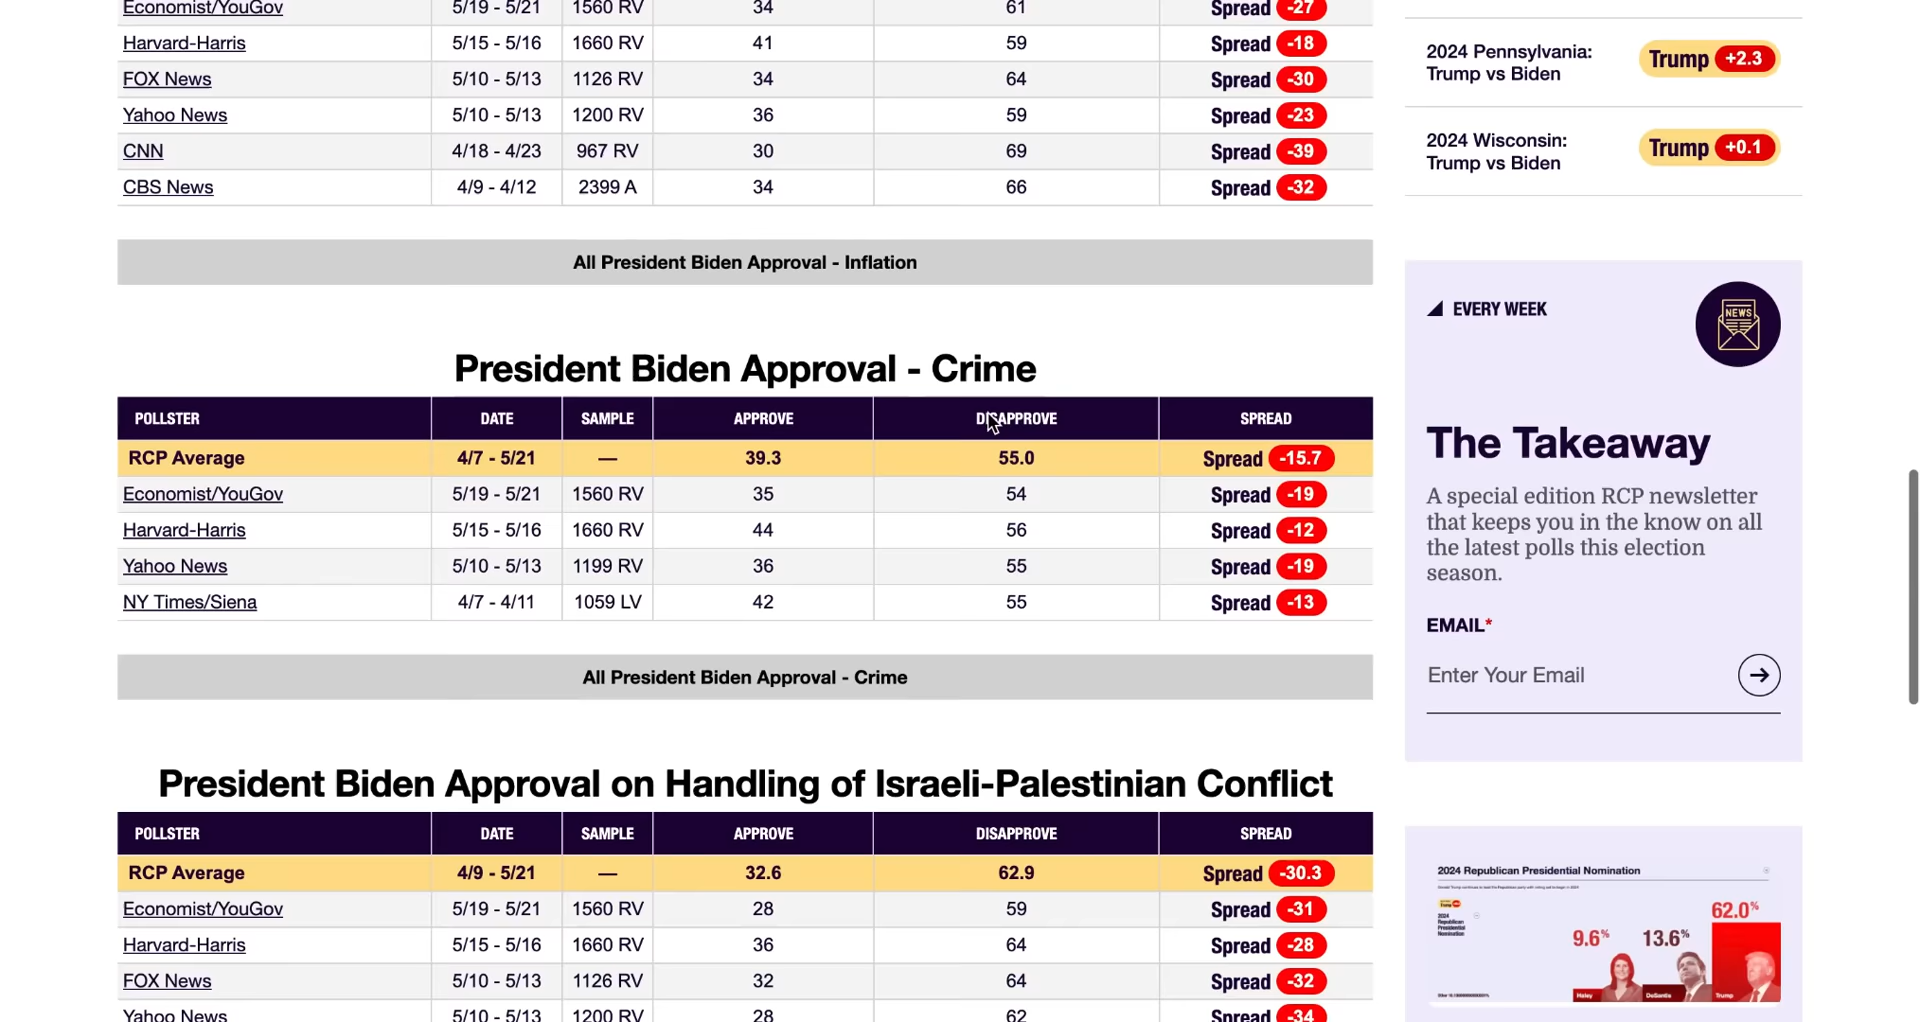 Economist/YouGov 5/19 - 5/21 1560 RV 34 61 Spread -27
Harvard-Harris 5/15 - 5/16 1660 RV 41 59 Spread -18
FOX News 5/10 - 5/13 1126 RV 34 64 Spread -30
Yahoo News 5/10 - 5/13 1200 RV 36 59 Spread -23
CNN 4/18 - 4/23 967 RV 30 69 Spread -39
CBS News 4/9 - 4/12 2399 A 34 66 Spread -32
All President Biden Approval - Inflation
President Biden Approval - Crime
POLLSTER DATE SAMPLE APPROVE DISAPPROVE SPREAD
RCP Average 4/7 - 5/21 — 39.3 55.0 Spread -15.7
Economist/YouGov 5/19 - 5/21 1560 RV 35 54 Spread -19
Harvard-Harris 5/15 - 5/16 1660 RV 44 56 Spread -12
Yahoo News 5/10 - 5/13 1199 RV 36 55 Spread -19
NY Times/Siena 4/7 - 4/11 1059 LV 42 55 Spread -13
All President Biden Approval - Crime
President Biden Approval on Handling of Israeli-Palestinian Conflict
POLLSTER DATE SAMPLE APPROVE DISAPPROVE SPREAD
RCP Average 4/9 - 5/21 — 32.6 62.9 Spread -30.3
Economist/YouGov 5/19 - 5/21 1560 RV 28 59 Spread -31
Harvard-Harris 5/15 - 5/16 1660 RV 36 64 Spread -28
FOX News 5/10 - 5/13 1126 RV 32 64 Spread -32
Yahoo News 5/10 - 5/13 1200 RV 28 62 Spread -34
2024 Pennsylvania:
Trump vs Biden
Trump +2.3
2024 Wisconsin:
Trump vs Biden
Trump +0.1
EVERY WEEK
NEWS
The Takeaway
A special edition RCP newsletter
that keeps you in the know on all
the latest polls this election
season.
EMAIL*
Enter Your Email
2024 Republican Presidential Nomination
2024
Republican
Presidential
Nomination
62.0%
9.6% 13.6%
Haley DeSantis Trump